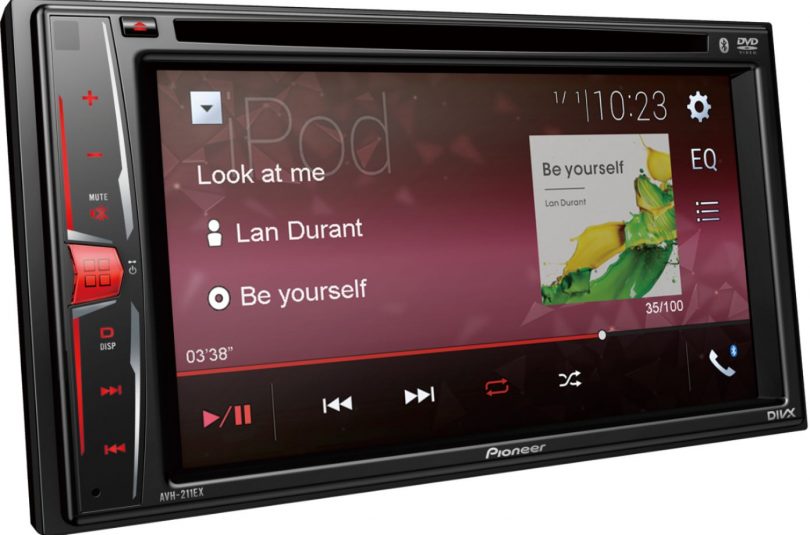 DVD
VIDEO
iPod
1/ 1
10:23
MUTE
Look at me
EQ
Be yourself
Lan Durant
Lan Durant
Be yourself
35/100
DISP
03'38”
DIVX
Pioneer
AVH-211EX